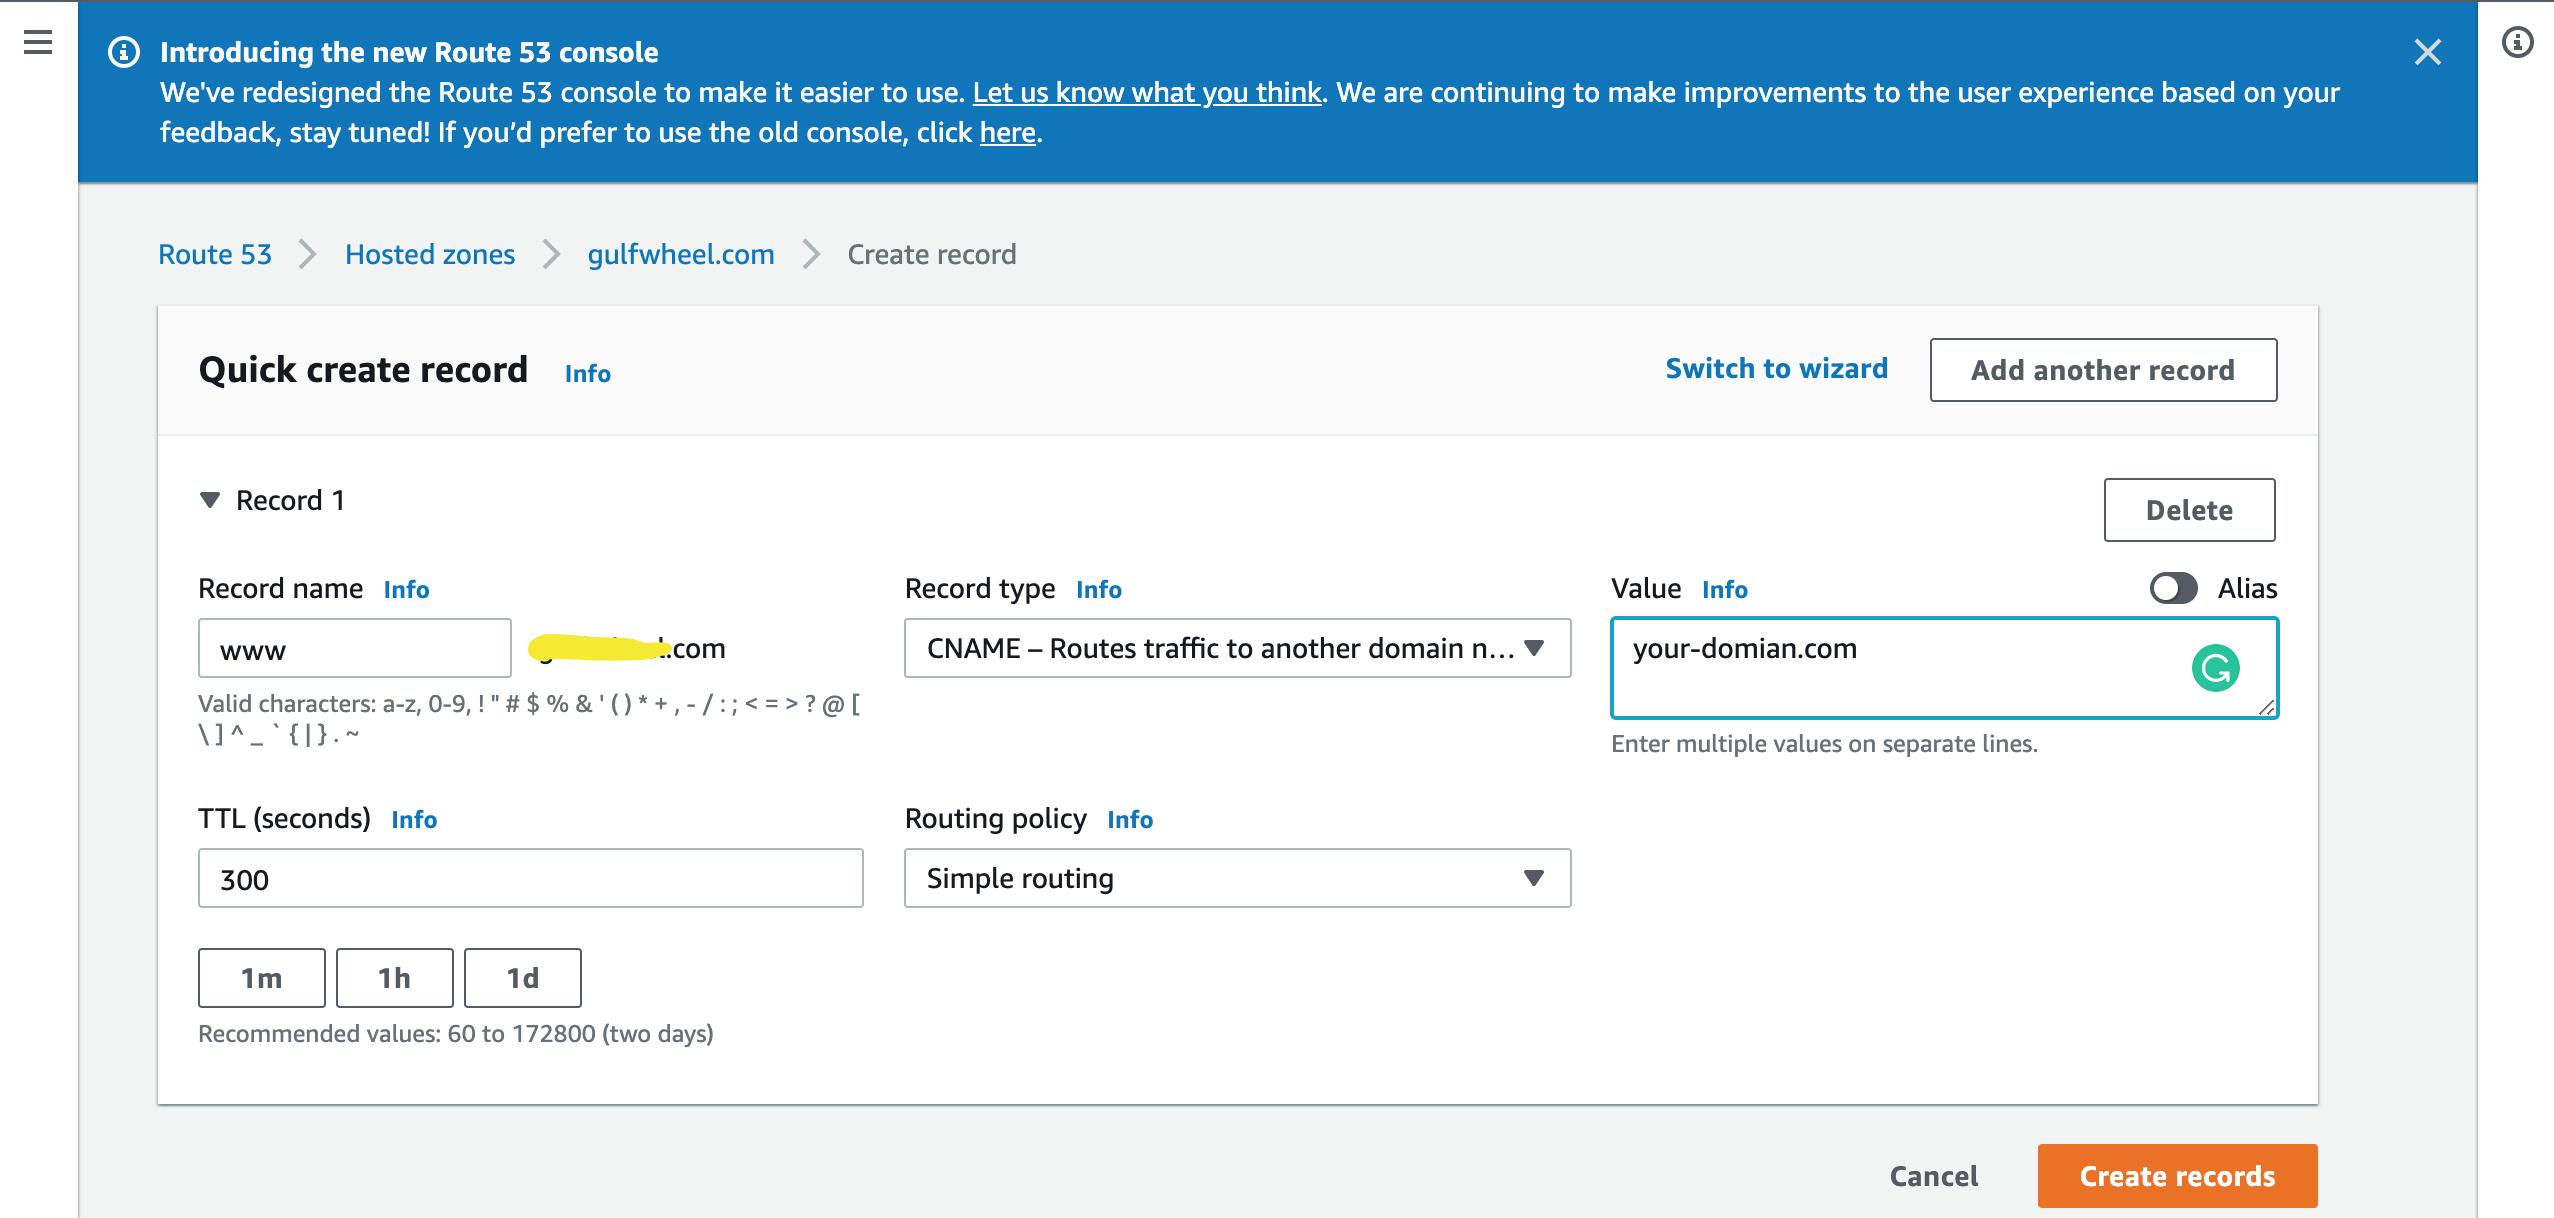 Introducing the new Route 53 console
We've redesigned the Route 53 console to make it easier to use. Let us know what you think. We are continuing to make improvements to the user experience based on your
feedback, stay tuned! If you’d prefer to use the old console, click here.
Route 53 > Hosted zones > gulfwheel.com > Create record
Quick create record Info
Switch to wizard
Add another record
Record 1
Delete
Record name Info
www
.com
Valid characters: a-z, 0-9, ! " # $ % & ' ( ) * + , - / : ; < = > ? @ [
\ ] ^ _ ` { | } . ~
Record type Info
CNAME – Routes traffic to another domain n...
Value Info
Alias
your-domian.com
Enter multiple values on separate lines.
TTL (seconds) Info
300
1m 1h 1d
Recommended values: 60 to 172800 (two days)
Routing policy Info
Simple routing
Cancel
Create records